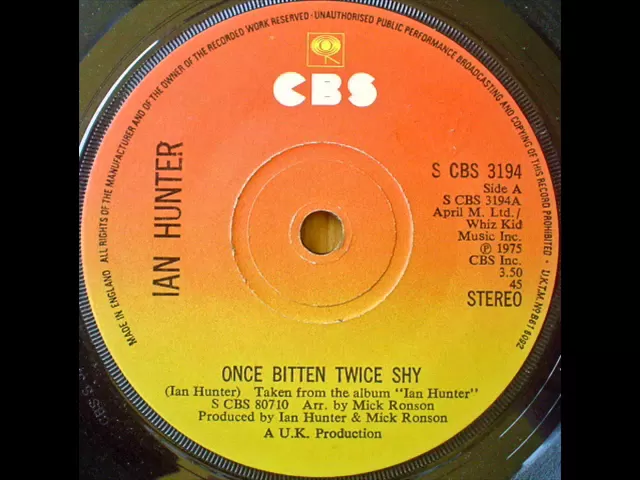 ALL RIGHTS OF THE MANUFACTURER AND OF THE OWNER OF THE RECORDED WORK RESERVED · UNAUTHORISED PUBLIC PERFORMANCE BROADCASTING AND COPYING OF THIS RECORD PROHIBITED · U.K.T.M. Nº 861 6092
CBS
IAN HUNTER
MADE IN ENGLAND
S CBS 3194
Side A
S CBS 3194A
April M. Ltd./
Whiz Kid
Music Inc.
℗ 1975
CBS Inc.
3.50
45
STEREO
ONCE BITTEN TWICE SHY
(Ian Hunter) Taken from the album "Ian Hunter"
S CBS 80710 Arr. by Mick Ronson
Produced by Ian Hunter & Mick Ronson
A U.K. Production